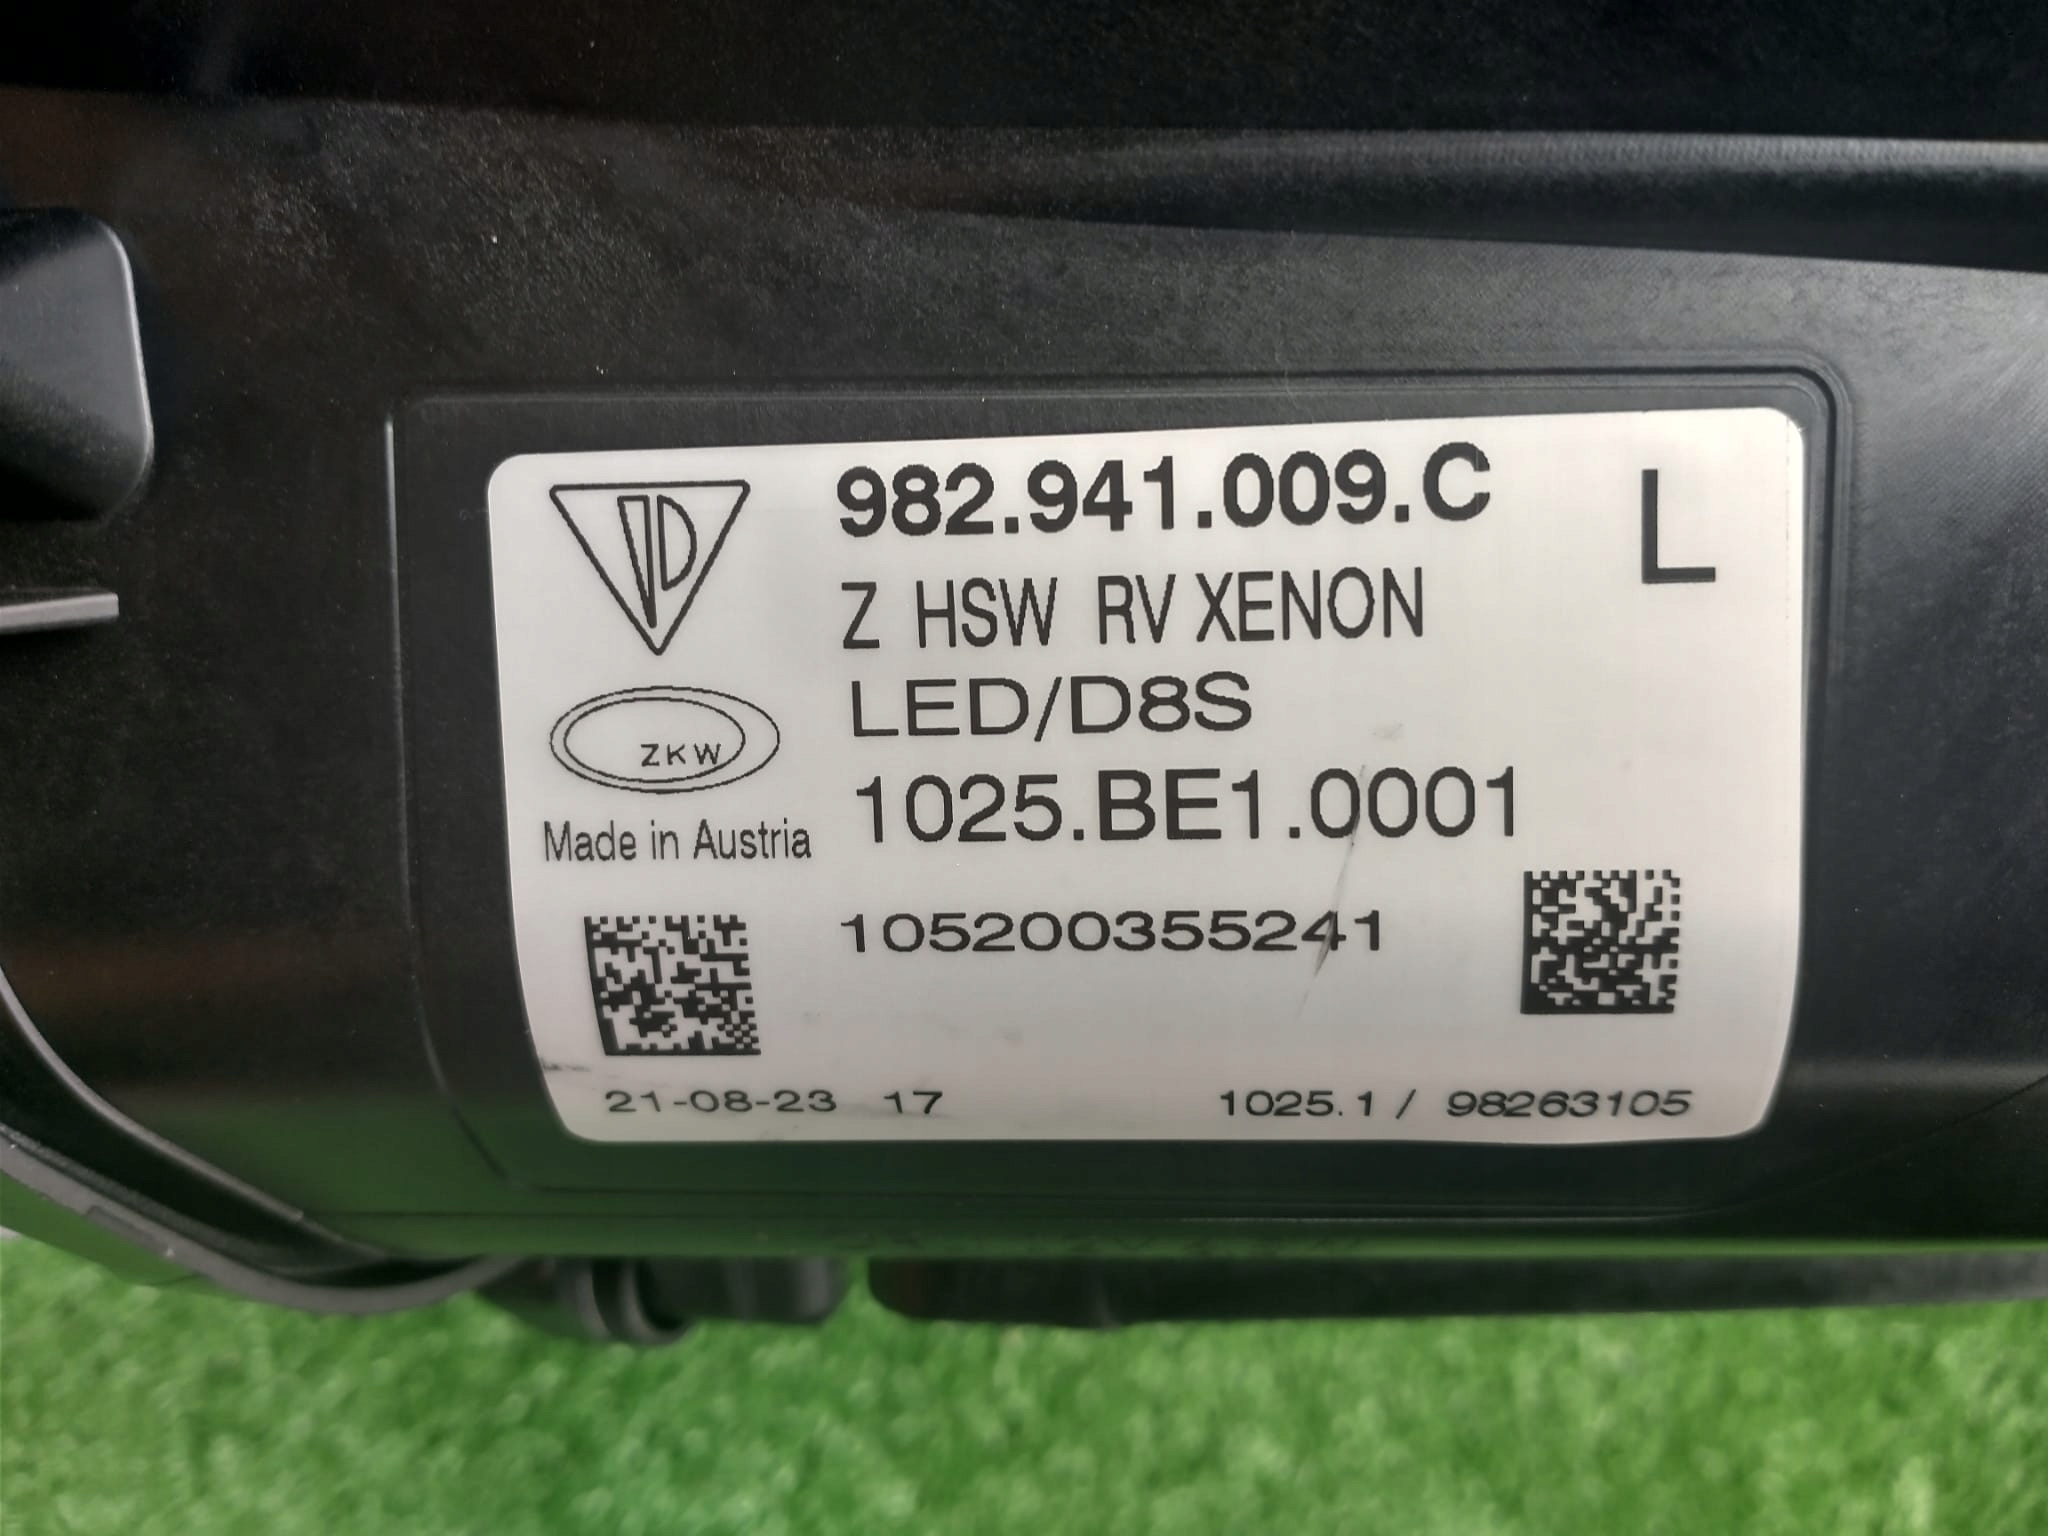 982.941.009.C
L
Z HSW RV XENON
LED/D8S
ZKW
1025.BE1.0001
Made in Austria
105200355241
21-08-23 17
1025.1 / 98263105